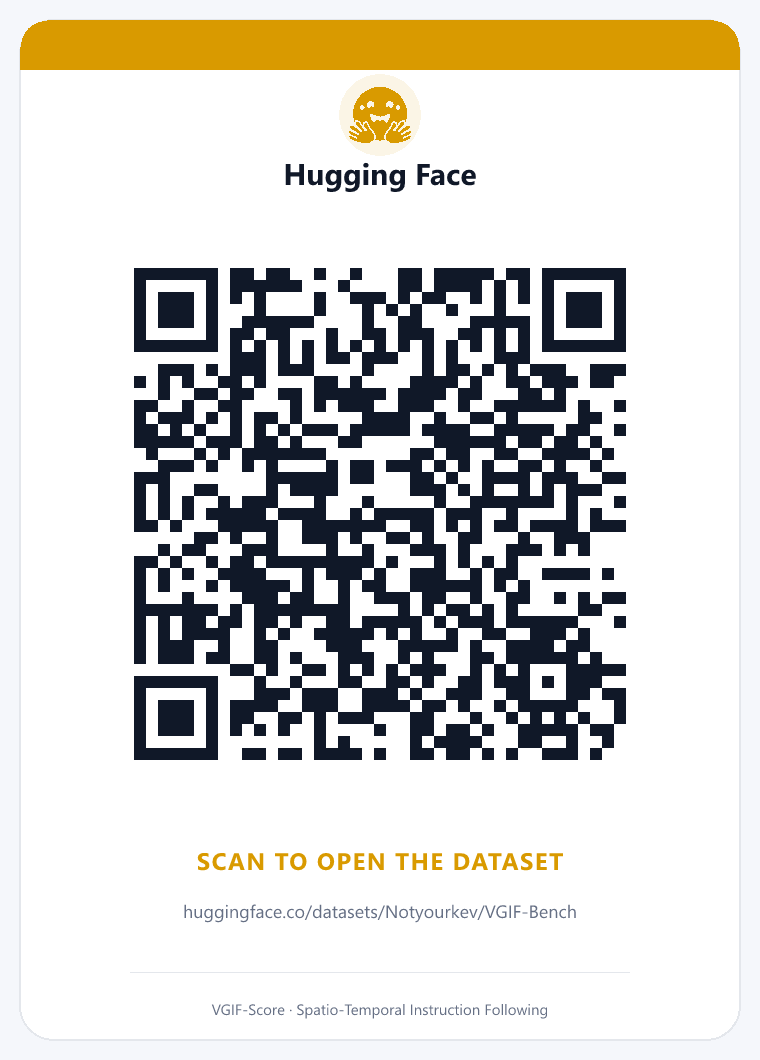 Hugging Face
SCAN TO OPEN THE DATASET
huggingface.co/datasets/Notyourkev/VGIF-Bench
VGIF-Score · Spatio-Temporal Instruction Following